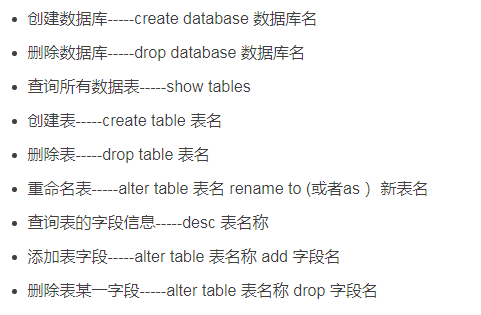 创建数据库-----create database 数据库名
删除数据库-----drop database 数据库名
查询所有数据表-----show tables
创建表-----create table 表名
删除表-----drop table 表名
重命名表-----alter table 表名 rename to (或者as ） 新表名
查询表的字段信息-----desc 表名称
添加表字段-----alter table 表名称 add 字段名
删除表某一字段-----alter table 表名称 drop 字段名